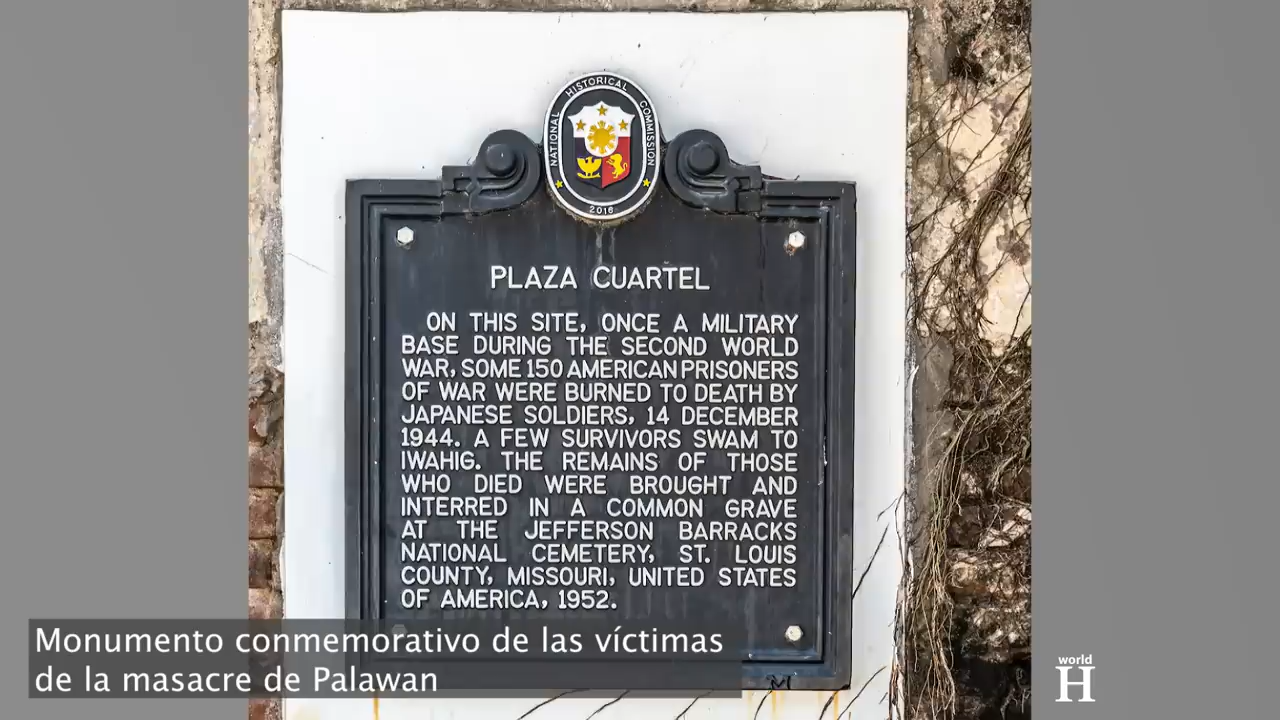 NATIONAL HISTORICAL COMMISSION
2016
PLAZA CUARTEL
ON THIS SITE, ONCE A MILITARY
BASE DURING THE SECOND WORLD
WAR, SOME 150 AMERICAN PRISONERS
OF WAR WERE BURNED TO DEATH BY
JAPANESE SOLDIERS, 14 DECEMBER
1944. A FEW SURVIVORS SWAM TO
IWAHIG. THE REMAINS OF THOSE
WHO DIED WERE BROUGHT AND
INTERRED IN A COMMON GRAVE
AT THE JEFFERSON BARRACKS
NATIONAL CEMETERY, ST. LOUIS
COUNTY, MISSOURI, UNITED STATES
OF AMERICA, 1952.
Monumento conmemorativo de las víctimas
de la masacre de Palawan
world
H